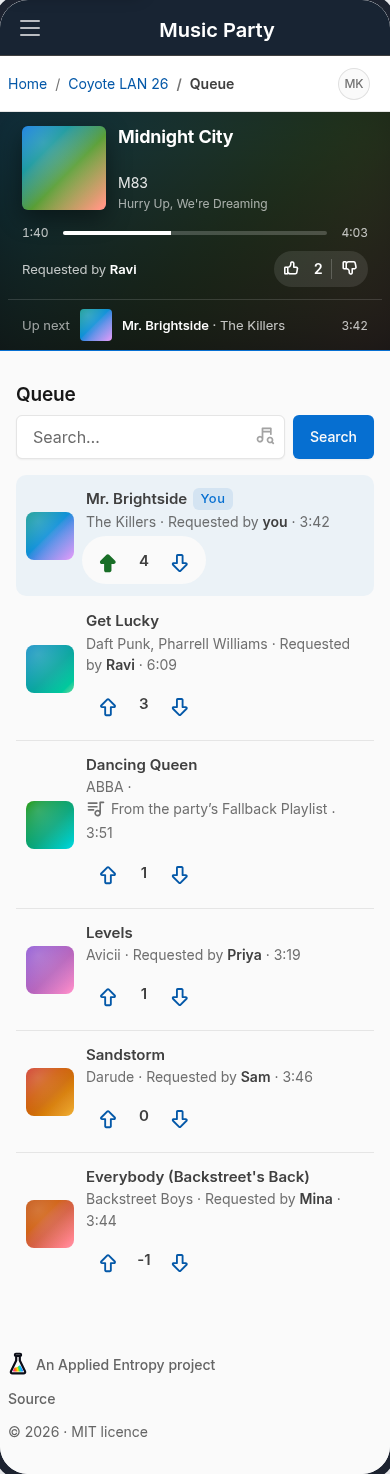 Music Party
Home / Coyote LAN 26 / Queue
MK
Midnight City
M83
Hurry Up, We're Dreaming
1:40 4:03
Requested by Ravi 2
Up next Mr. Brightside · The Killers 3:42
Queue
Search... Search
Mr. Brightside You
The Killers · Requested by you · 3:42
4
Get Lucky
Daft Punk, Pharrell Williams · Requested
by Ravi · 6:09
3
Dancing Queen
ABBA ·
From the party’s Fallback Playlist ·
3:51
1
Levels
Avicii · Requested by Priya · 3:19
1
Sandstorm
Darude · Requested by Sam · 3:46
0
Everybody (Backstreet's Back)
Backstreet Boys · Requested by Mina ·
3:44
-1
An Applied Entropy project
Source
© 2026 · MIT licence